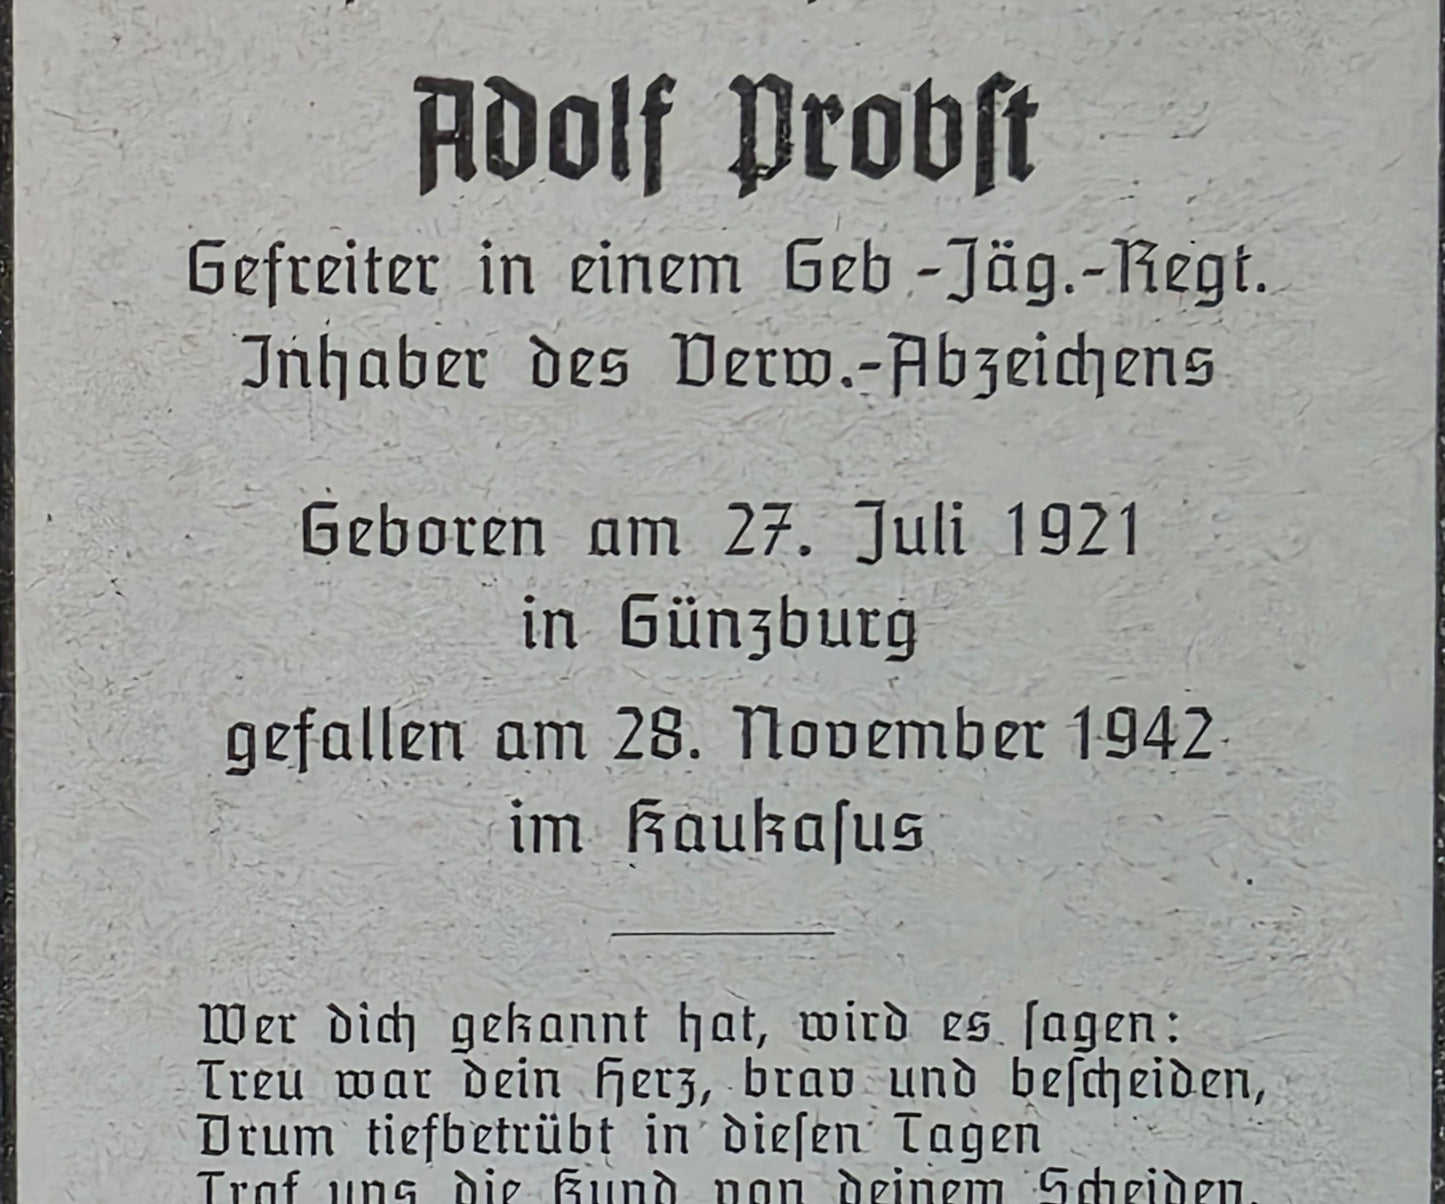 Adolf Probſt
Gefreiter in einem Geb.-Jäg.-Regt.
Inhaber des Verw.-Abzeichens
Geboren am 27. Juli 1921
in Günzburg
gefallen am 28. November 1942
im Kaukaſus
Wer dich gekannt hat, wird es ſagen:
Treu war dein Herz, brav und beſcheiden,
Drum tiefbetrübt in dieſen Tagen
Traf uns die Kund von deinem Scheiden.